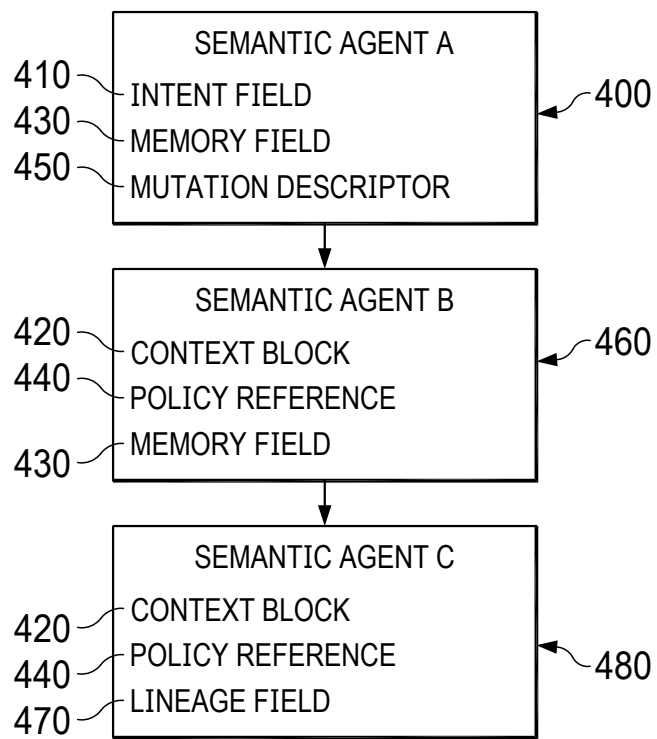 SEMANTIC AGENT A
410 INTENT FIELD
400
430 MEMORY FIELD
450 MUTATION DESCRIPTOR
SEMANTIC AGENT B
420 CONTEXT BLOCK
460
440 POLICY REFERENCE
430 MEMORY FIELD
SEMANTIC AGENT C
420 CONTEXT BLOCK
440 POLICY REFERENCE
480
470 LINEAGE FIELD